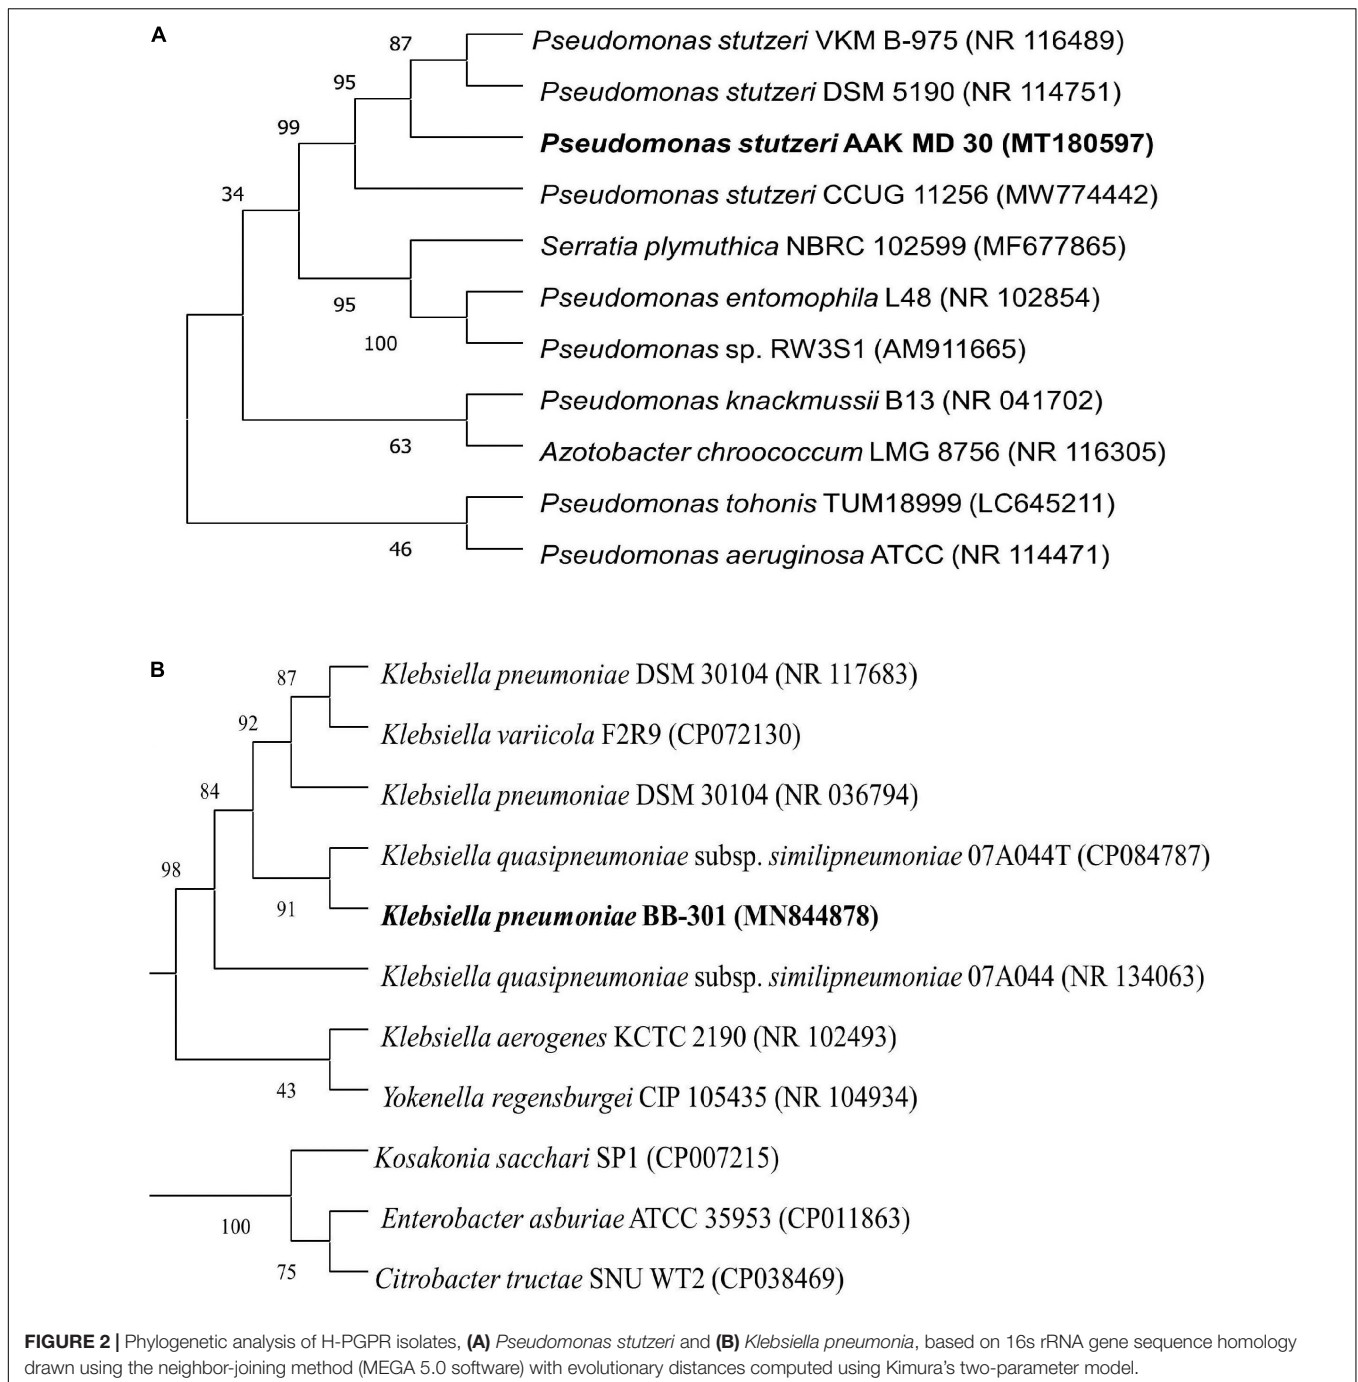 A
87
Pseudomonas stutzeri VKM B-975 (NR 116489)
95
Pseudomonas stutzeri DSM 5190 (NR 114751)
99
Pseudomonas stutzeri AAK MD 30 (MT180597)
34
Pseudomonas stutzeri CCUG 11256 (MW774442)
Serratia plymuthica NBRC 102599 (MF677865)
95
Pseudomonas entomophila L48 (NR 102854)
100
Pseudomonas sp. RW3S1 (AM911665)
Pseudomonas knackmussii B13 (NR 041702)
63
Azotobacter chroococcum LMG 8756 (NR 116305)
Pseudomonas tohonis TUM18999 (LC645211)
46
Pseudomonas aeruginosa ATCC (NR 114471)
B
87
Klebsiella pneumoniae DSM 30104 (NR 117683)
92
Klebsiella variicola F2R9 (CP072130)
84
Klebsiella pneumoniae DSM 30104 (NR 036794)
98
Klebsiella quasipneumoniae subsp. similipneumoniae 07A044T (CP084787)
91
Klebsiella pneumoniae BB-301 (MN844878)
Klebsiella quasipneumoniae subsp. similipneumoniae 07A044 (NR 134063)
Klebsiella aerogenes KCTC 2190 (NR 102493)
43
Yokenella regensburgei CIP 105435 (NR 104934)
Kosakonia sacchari SP1 (CP007215)
100
Enterobacter asburiae ATCC 35953 (CP011863)
75
Citrobacter tructae SNU WT2 (CP038469)
FIGURE 2 | Phylogenetic analysis of H-PGPR isolates, (A) Pseudomonas stutzeri and (B) Klebsiella pneumonia, based on 16s rRNA gene sequence homology
drawn using the neighbor-joining method (MEGA 5.0 software) with evolutionary distances computed using Kimura's two-parameter model.